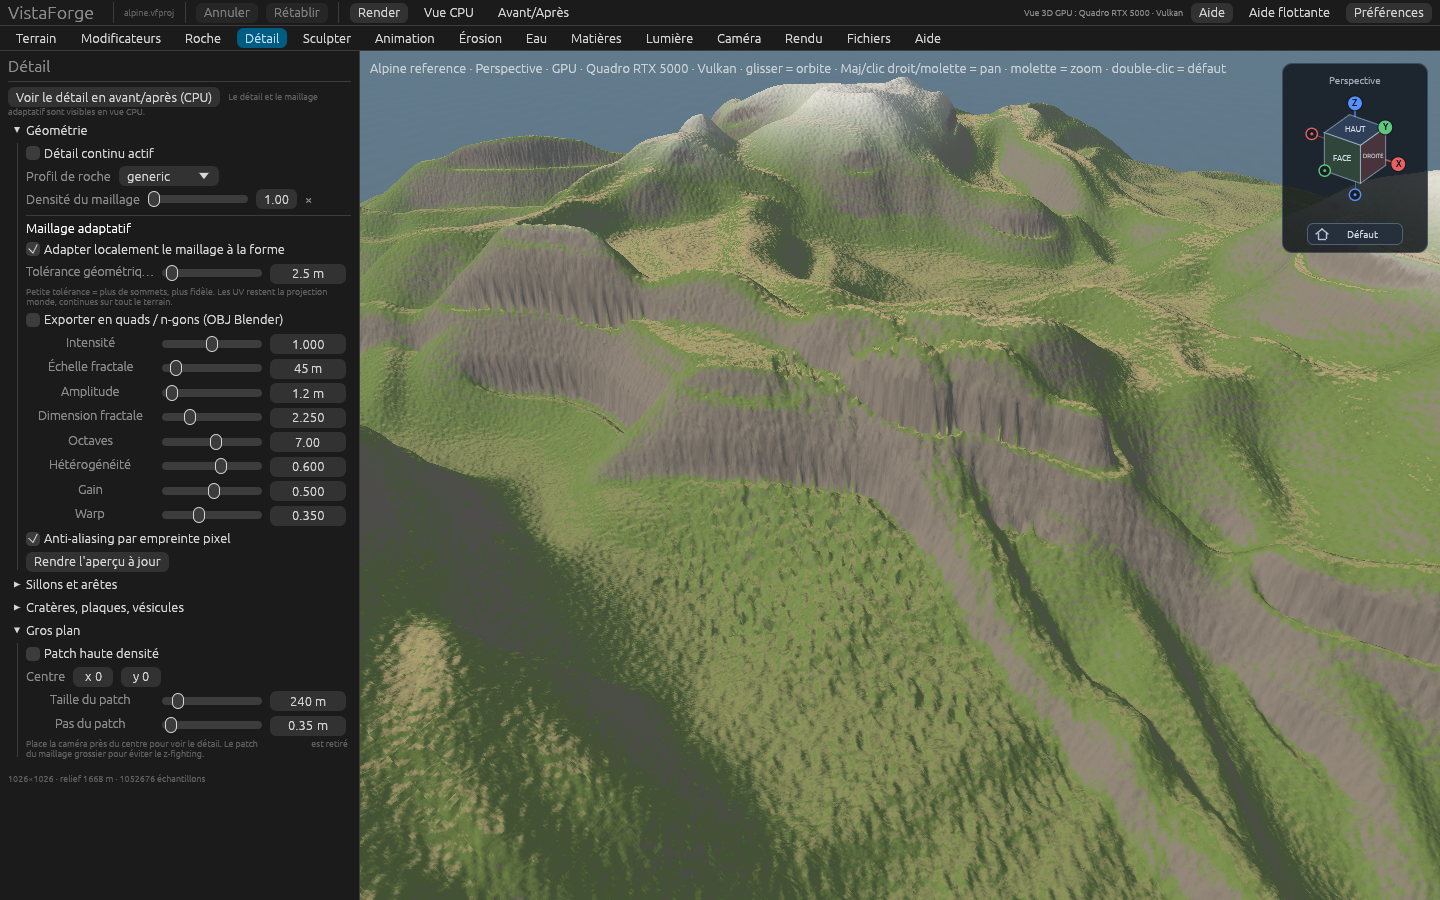 VistaForge alpine.vfproj Annuler Rétablir Render Vue CPU Avant/Après Vue 3D GPU : Quadro RTX 5000 · Vulkan Aide Aide flottante Préférences
Terrain Modificateurs Roche Détail Sculpter Animation Érosion Eau Matières Lumière Caméra Rendu Fichiers Aide
Détail
Voir le détail en avant/après (CPU) Le détail et le maillage
adaptatif sont visibles en vue CPU.
Géométrie
Détail continu actif
Profil de roche generic
Densité du maillage 1.00 ×
Maillage adaptatif
Adapter localement le maillage à la forme
Tolérance géométriq... 2.5 m
Petite tolérance = plus de sommets, plus fidèle. Les UV restent la projection
monde, continues sur tout le terrain.
Exporter en quads / n-gons (OBJ Blender)
Intensité 1.000
Échelle fractale 45 m
Amplitude 1.2 m
Dimension fractale 2.250
Octaves 7.00
Hétérogénéité 0.600
Gain 0.500
Warp 0.350
Anti-aliasing par empreinte pixel
Rendre l'aperçu à jour
Sillons et arêtes
Cratères, plaques, vésicules
Gros plan
Patch haute densité
Centre x 0 y 0
Taille du patch 240 m
Pas du patch 0.35 m
Place la caméra près du centre pour voir le détail. Le patch est retiré
du maillage grossier pour éviter le z-fighting.
1026×1026 · relief 1668 m · 1052676 échantillons
Alpine reference · Perspective · GPU · Quadro RTX 5000 · Vulkan · glisser = orbite · Maj/clic droit/molette = pan · molette = zoom · double-clic = défaut
Perspective
Z
Y
HAUT
FACE
DROITE
X
Défaut